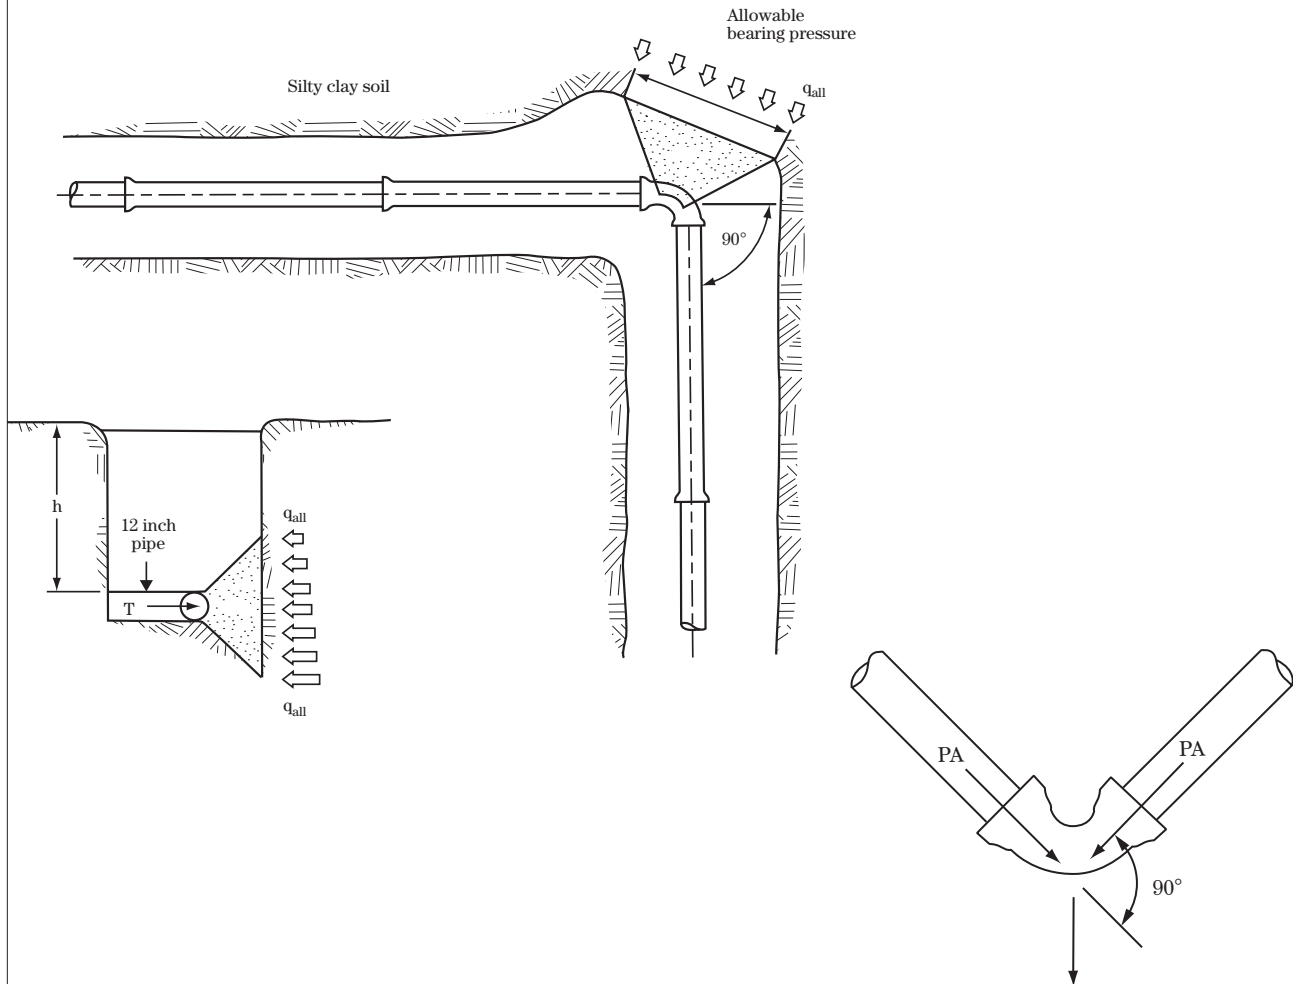 Allowable
bearing pressure
Silty clay soil
qall
90°
h
12 inch
pipe
T
qall
qall
PA
PA
90°